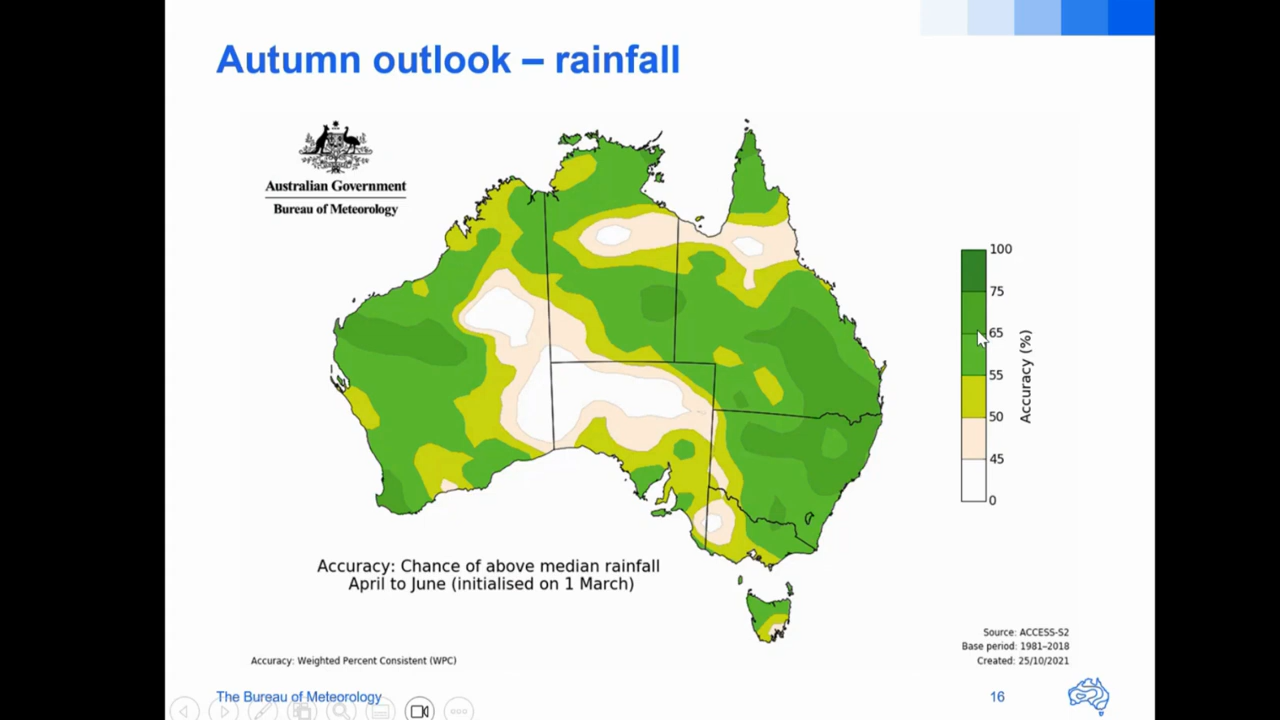 Autumn outlook – rainfall
Australian Government
Bureau of Meteorology
100
75
65
55
50
45
0
Accuracy (%)
Accuracy: Chance of above median rainfall
April to June (initialised on 1 March)
Source: ACCESS-S2
Base period: 1981–2018
Created: 25/10/2021
Accuracy: Weighted Percent Consistent (WPC)
The Bureau of Meteorology
16